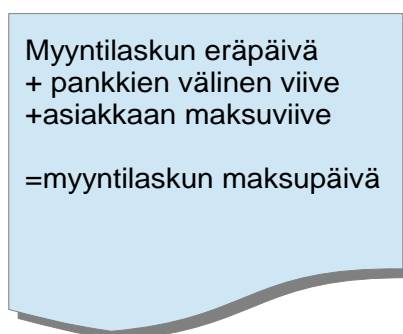 Myyntilaskun eräpäivä
+ pankkien välinen viive
+asiakkaan maksuviive
=myyntilaskun maksupäivä